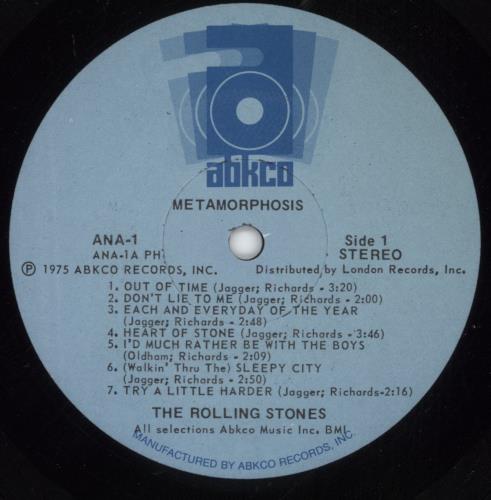 abkco
METAMORPHOSIS
ANA-1
ANA-1A PH
Side 1
STEREO
Ⓟ 1975 ABKCO RECORDS, INC.
Distributed by London Records, Inc.
1. OUT OF TIME (Jagger; Richards - 3:20)
2. DON'T LIE TO ME (Jagger; Richards - 2:00)
3. EACH AND EVERYDAY OF THE YEAR
(Jagger; Richards - 2:48)
4. HEART OF STONE (Jagger; Richards - 3:46)
5. I'D MUCH RATHER BE WITH THE BOYS
(Oldham; Richards - 2:09)
6. (Walkin' Thru The) SLEEPY CITY
(Jagger; Richards - 2:50)
7. TRY A LITTLE HARDER (Jagger; Richards-2:16)
THE ROLLING STONES
All selections Abkco Music Inc. BMI
MANUFACTURED BY ABKCO RECORDS, INC.